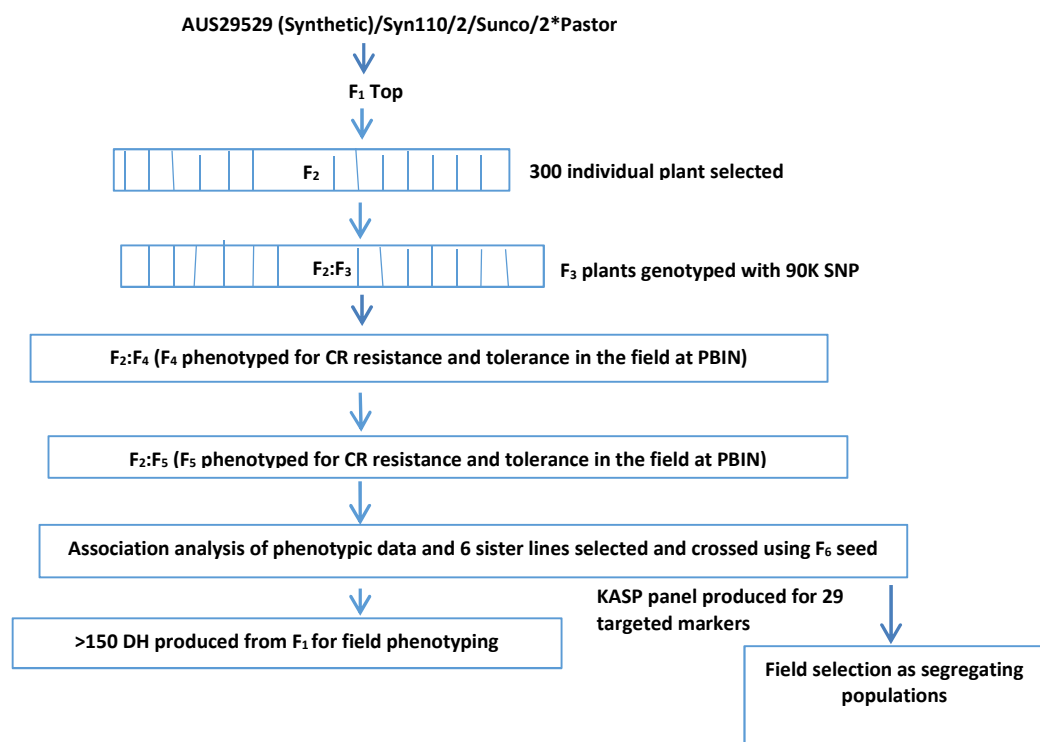 AUS29529 (Synthetic)/Syn110/2/Sunco/2*Pastor
F₁ Top
F₂
300 individual plant selected
F₂:F₃
F₃ plants genotyped with 90K SNP
F₂:F₄ (F₄ phenotyped for CR resistance and tolerance in the field at PBIN)
F₂:F₅ (F₅ phenotyped for CR resistance and tolerance in the field at PBIN)
Association analysis of phenotypic data and 6 sister lines selected and crossed using F₆ seed
KASP panel produced for 29
targeted markers
>150 DH produced from F₁ for field phenotyping
Field selection as segregating
populations